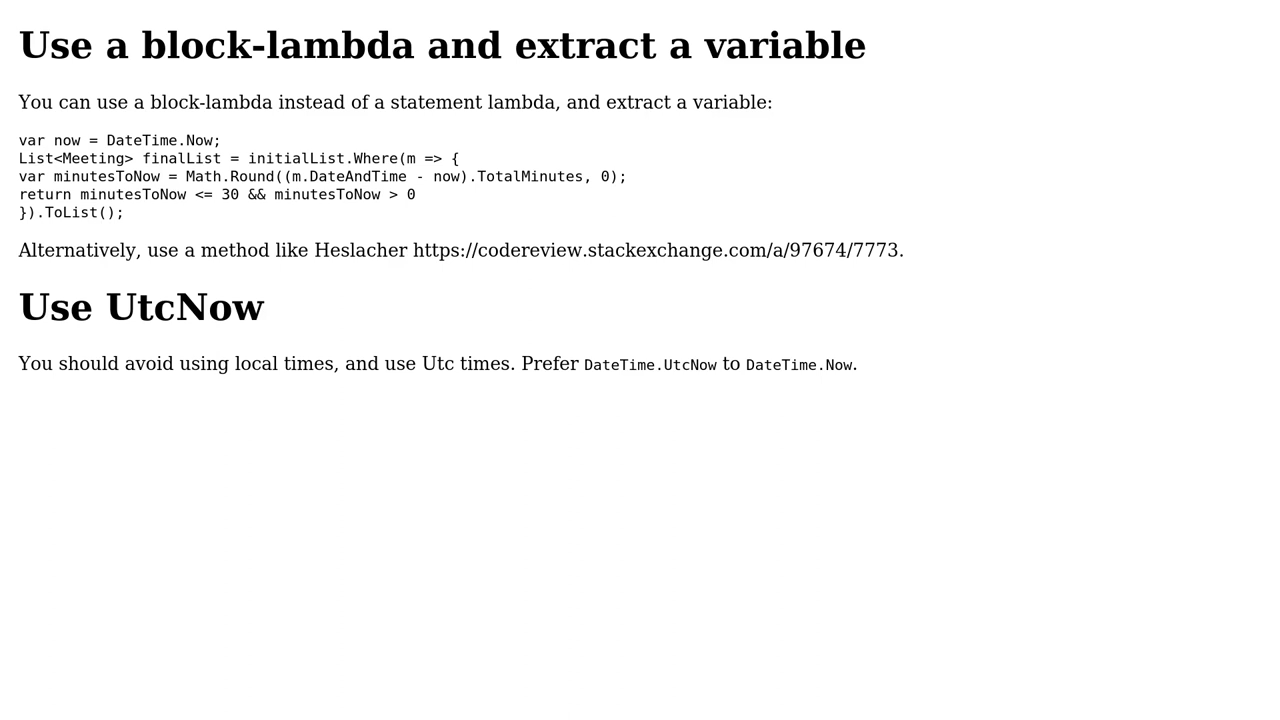 Use a block-lambda and extract a variable
You can use a block-lambda instead of a statement lambda, and extract a variable:
var now = DateTime.Now;
List<Meeting> finalList = initialList.Where(m => {
var minutesToNow = Math.Round((m.DateAndTime - now).TotalMinutes, 0);
return minutesToNow <= 30 && minutesToNow > 0
}).ToList();
Alternatively, use a method like Heslacher https://codereview.stackexchange.com/a/97674/7773.
Use UtcNow
You should avoid using local times, and use Utc times. Prefer DateTime.UtcNow to DateTime.Now.